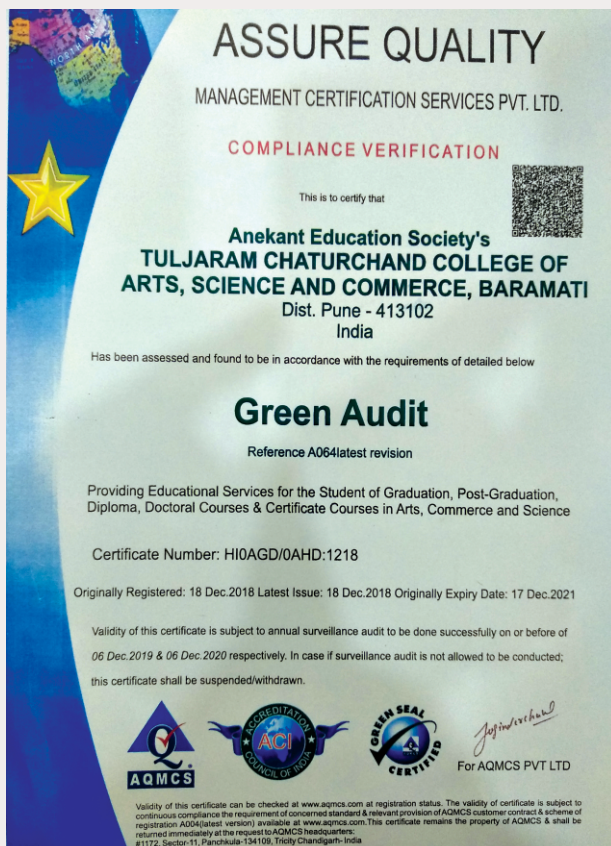 NORTH AMERICA
ASSURE QUALITY
MANAGEMENT CERTIFICATION SERVICES PVT. LTD.
COMPLIANCE VERIFICATION
This is to certify that
Anekant Education Society's
TULJARAM CHATURCHAND COLLEGE OF
ARTS, SCIENCE AND COMMERCE, BARAMATI
Dist. Pune - 413102
India
Has been assessed and found to be in accordance with the requirements of detailed below
Green Audit
Reference A064latest revision
Providing Educational Services for the Student of Graduation, Post-Graduation,
Diploma, Doctoral Courses & Certificate Courses in Arts, Commerce and Science
Certificate Number: HI0AGD/0AHD:1218
Originally Registered: 18 Dec.2018 Latest Issue: 18 Dec.2018 Originally Expiry Date: 17 Dec.2021
Validity of this certificate is subject to annual surveillance audit to be done successfully on or before of
06 Dec.2019 & 06 Dec.2020 respectively. In case if surveillance audit is not allowed to be conducted;
this certificate shall be suspended/withdrawn.
AQMCS
ACCREDITATION
ACI
COUNCIL OF INDIA
GREEN SEAL
CERTIFIED
For AQMCS PVT LTD
Validity of this certificate can be checked at www.aqmcs.com at registration status. The validity of certificate is subject to
continuous compliance the requirement of concerned standard & relevant provision of AQMCS customer contract & scheme of
registration A004(latest version) available at www.aqmcs.com.This certificate remains the property of AQMCS & shall be
returned immediately at the request to AQMCS headquarters:
#1172, Sector-11, Panchkula-134109, Tricity Chandigarh- India